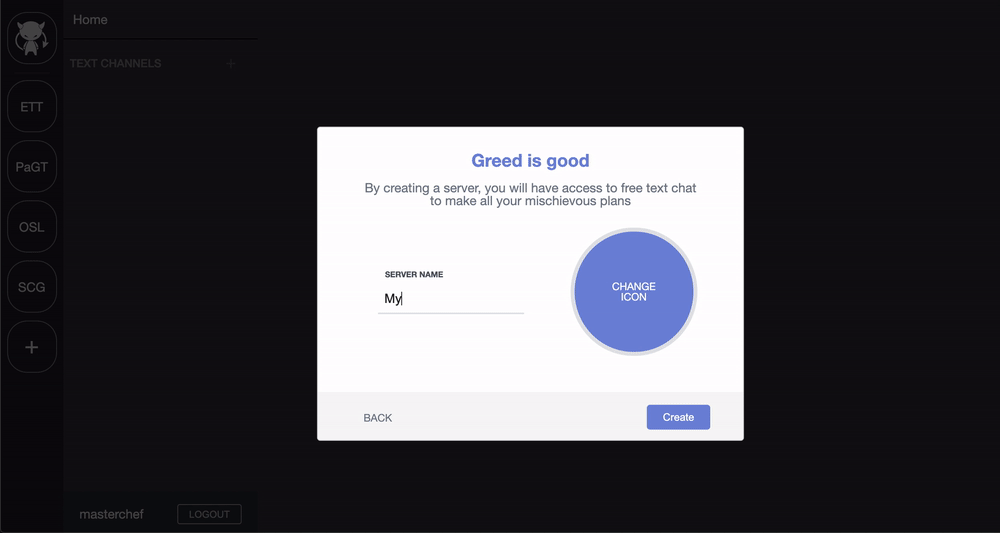 Home
TEXT CHANNELS +
ETT
PaGT
OSL
SCG
+
Greed is good
By creating a server, you will have access to free text chat
to make all your mischievous plans
SERVER NAME
My
CHANGE
ICON
BACK
Create
masterchef
LOGOUT